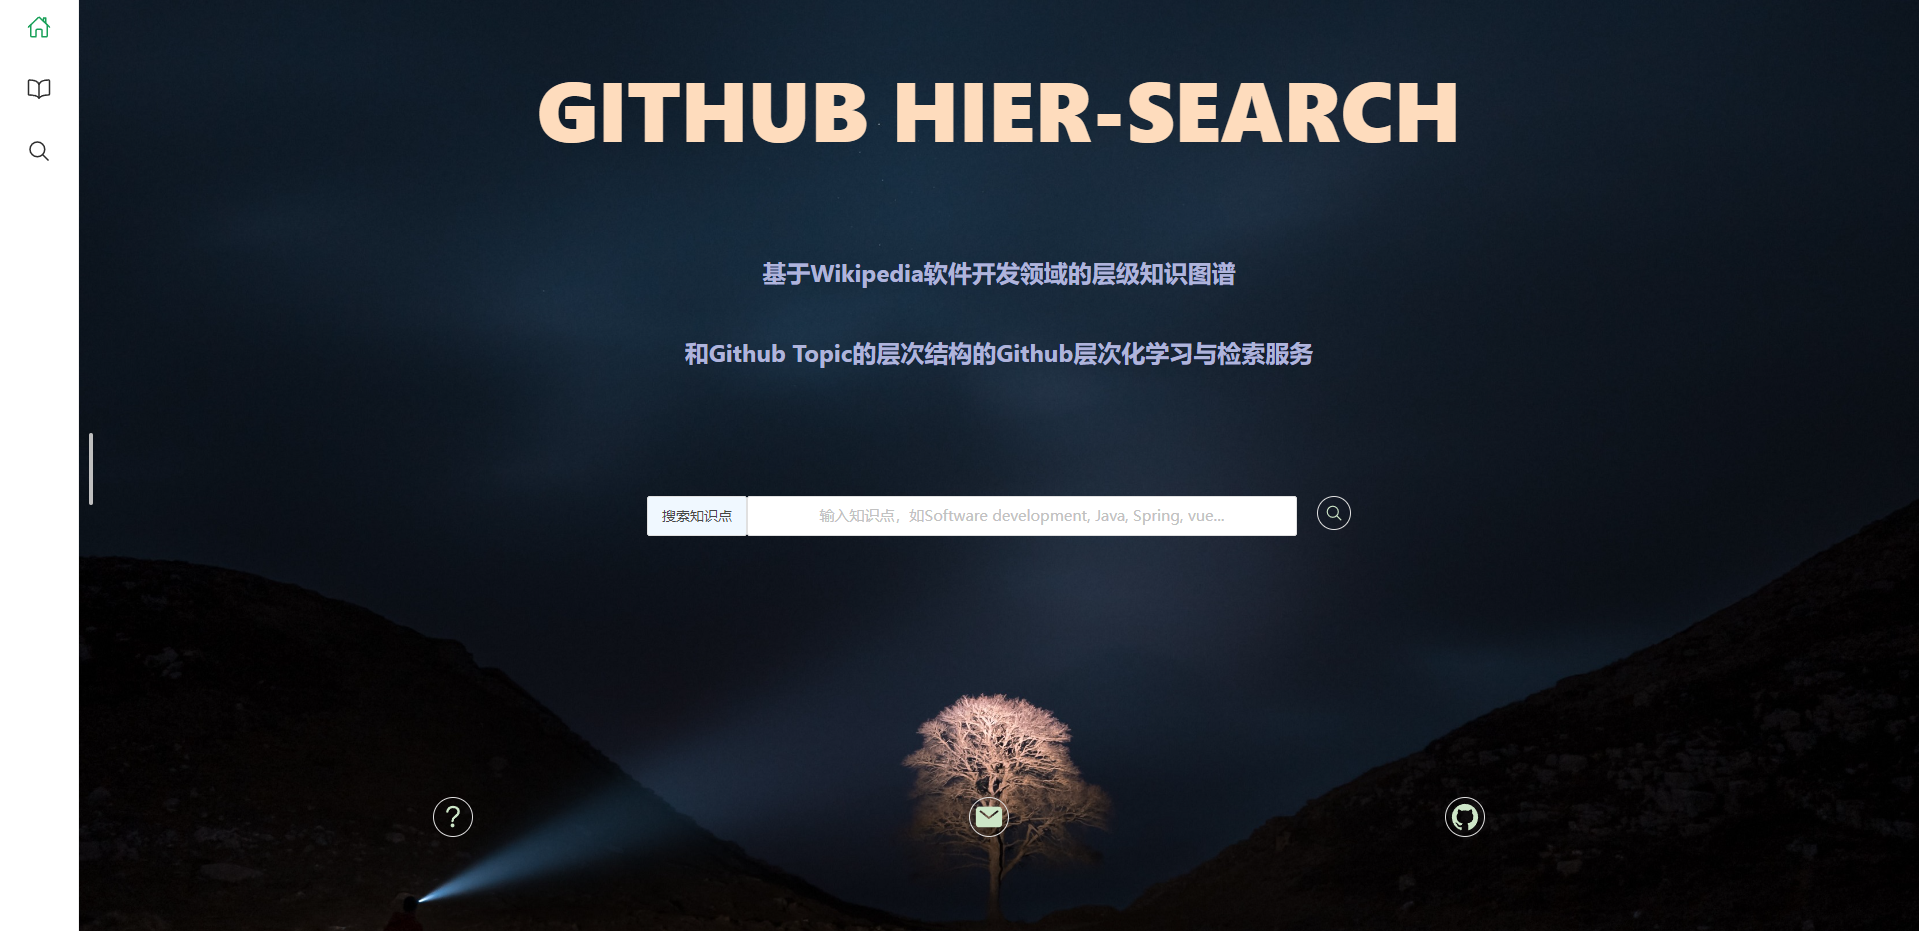 GITHUB HIER-SEARCH
基于Wikipedia软件开发领域的层级知识图谱
和Github Topic的层次结构的Github层次化学习与检索服务
搜索知识点 输入知识点，如Software development, Java, Spring, vue...
?